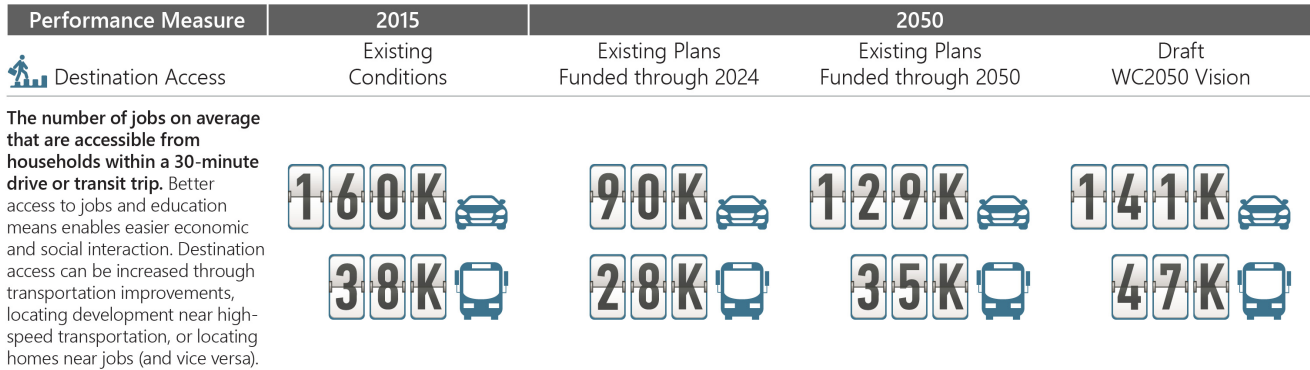 Performance Measure 2015 2050
Destination Access
Existing
Conditions
Existing Plans
Funded through 2024
Existing Plans
Funded through 2050
Draft
WC2050 Vision
The number of jobs on average
that are accessible from
households within a 30-minute
drive or transit trip. Better
access to jobs and education
means enables easier economic
and social interaction. Destination
access can be increased through
transportation improvements,
locating development near high-
speed transportation, or locating
homes near jobs (and vice versa).
160K 90K 129K 141K
38K 28K 35K 47K